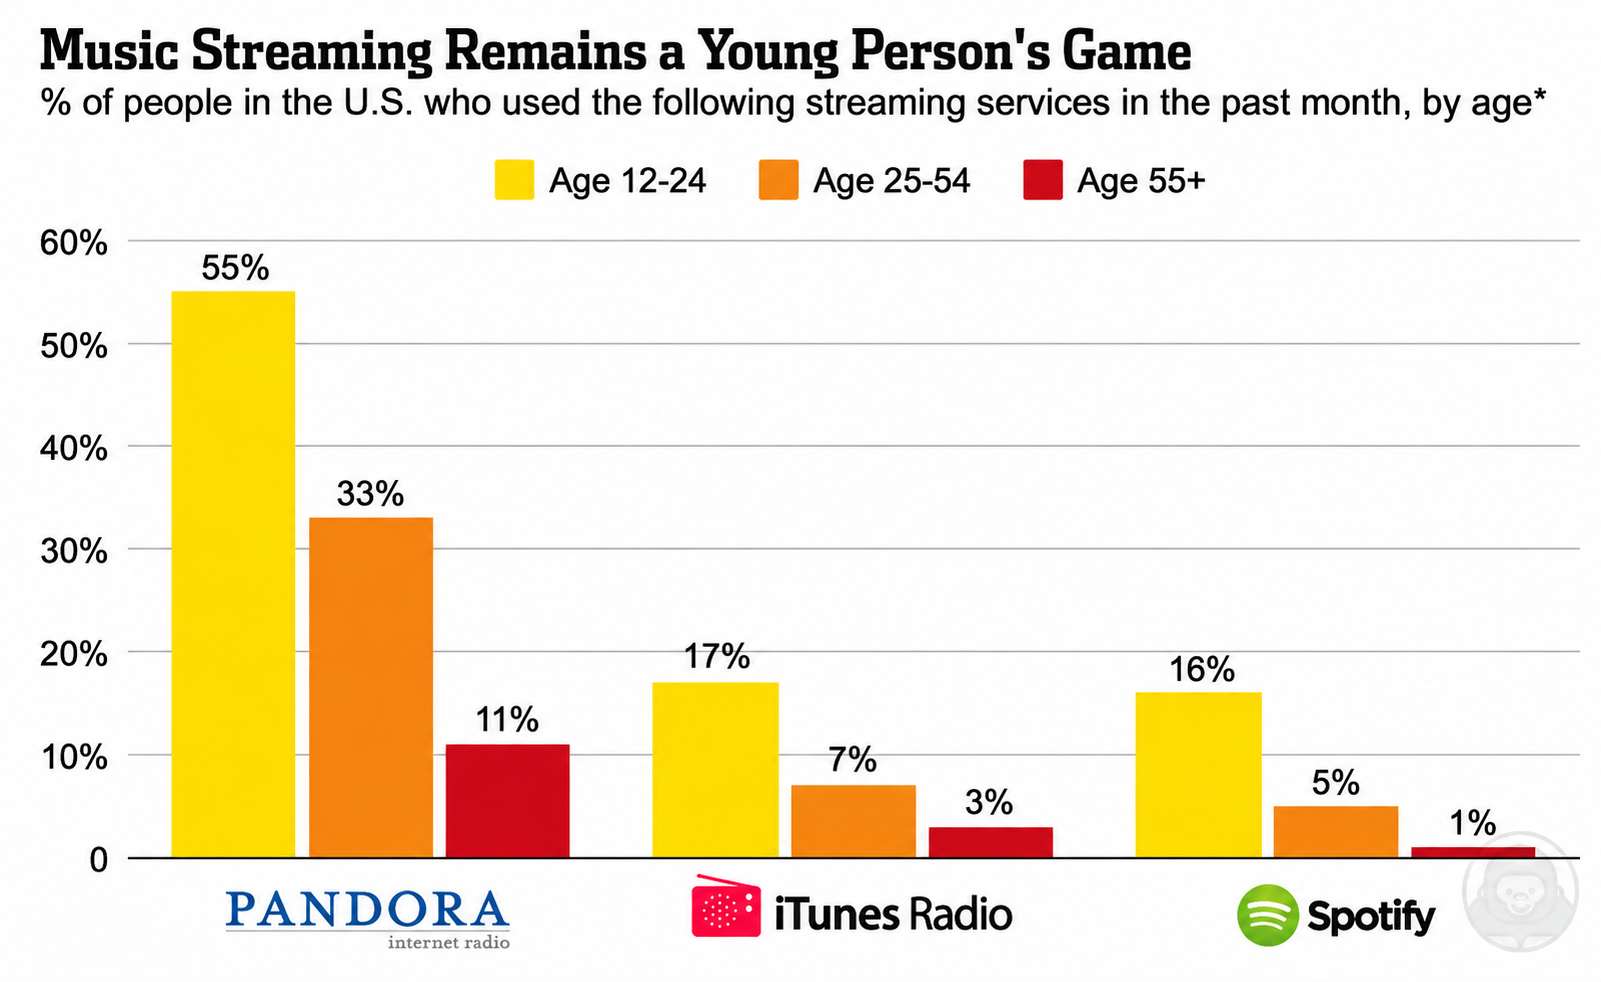 Music Streaming Remains a Young Person's Game
% of people in the U.S. who used the following streaming services in the past month, by age*
Age 12-24 Age 25-54 Age 55+
60%
55%
50%
40%
33%
30%
20%
17%
16%
11%
10%
7%
5%
3%
1%
0
PANDORA
internet radio
iTunes Radio
Spotify